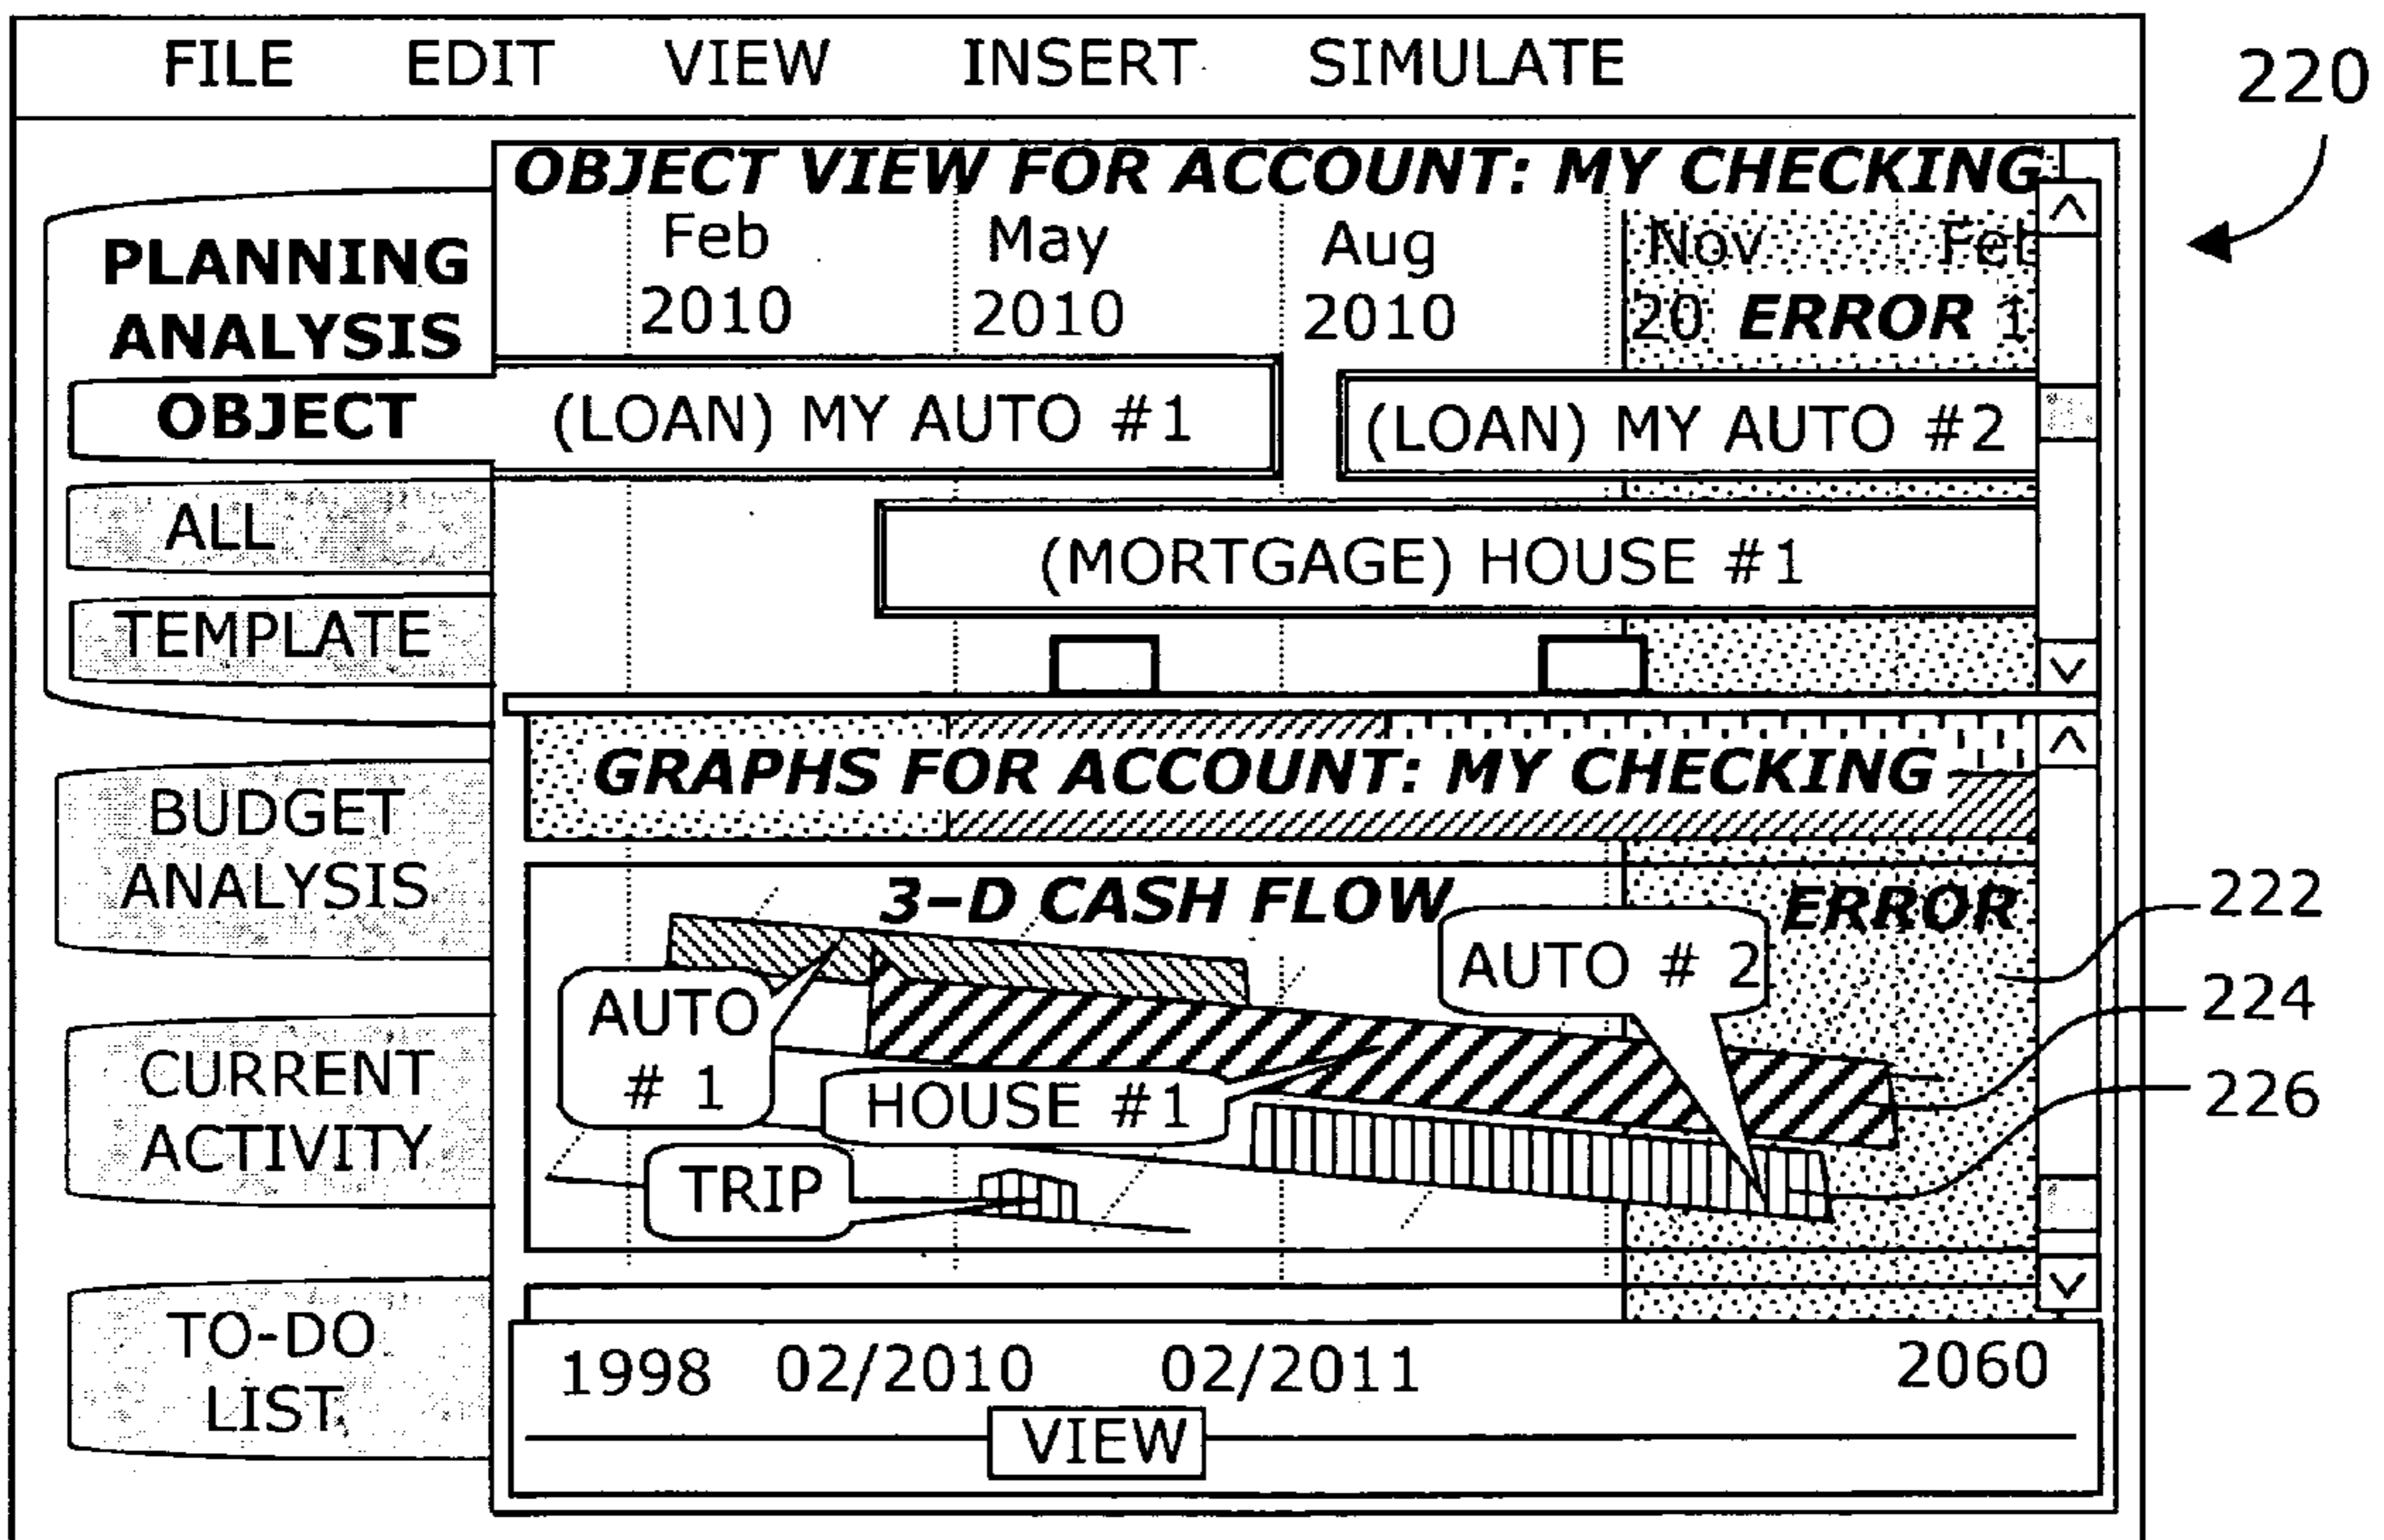 FILE EDIT VIEW INSERT SIMULATE
220
OBJECT VIEW FOR ACCOUNT: MY CHECKING
Feb May Aug Nov Feb
2010 2010 2010 20 ERROR 1
PLANNING
ANALYSIS
OBJECT
(LOAN) MY AUTO #1
(LOAN) MY AUTO #2
ALL
(MORTGAGE) HOUSE #1
TEMPLATE
GRAPHS FOR ACCOUNT: MY CHECKING
BUDGET
ANALYSIS
3-D CASH FLOW
ERROR
222
AUTO # 2
224
AUTO
# 1
HOUSE #1
226
CURRENT
ACTIVITY
TRIP
TO-DO
LIST
1998 02/2010 02/2011 2060
VIEW